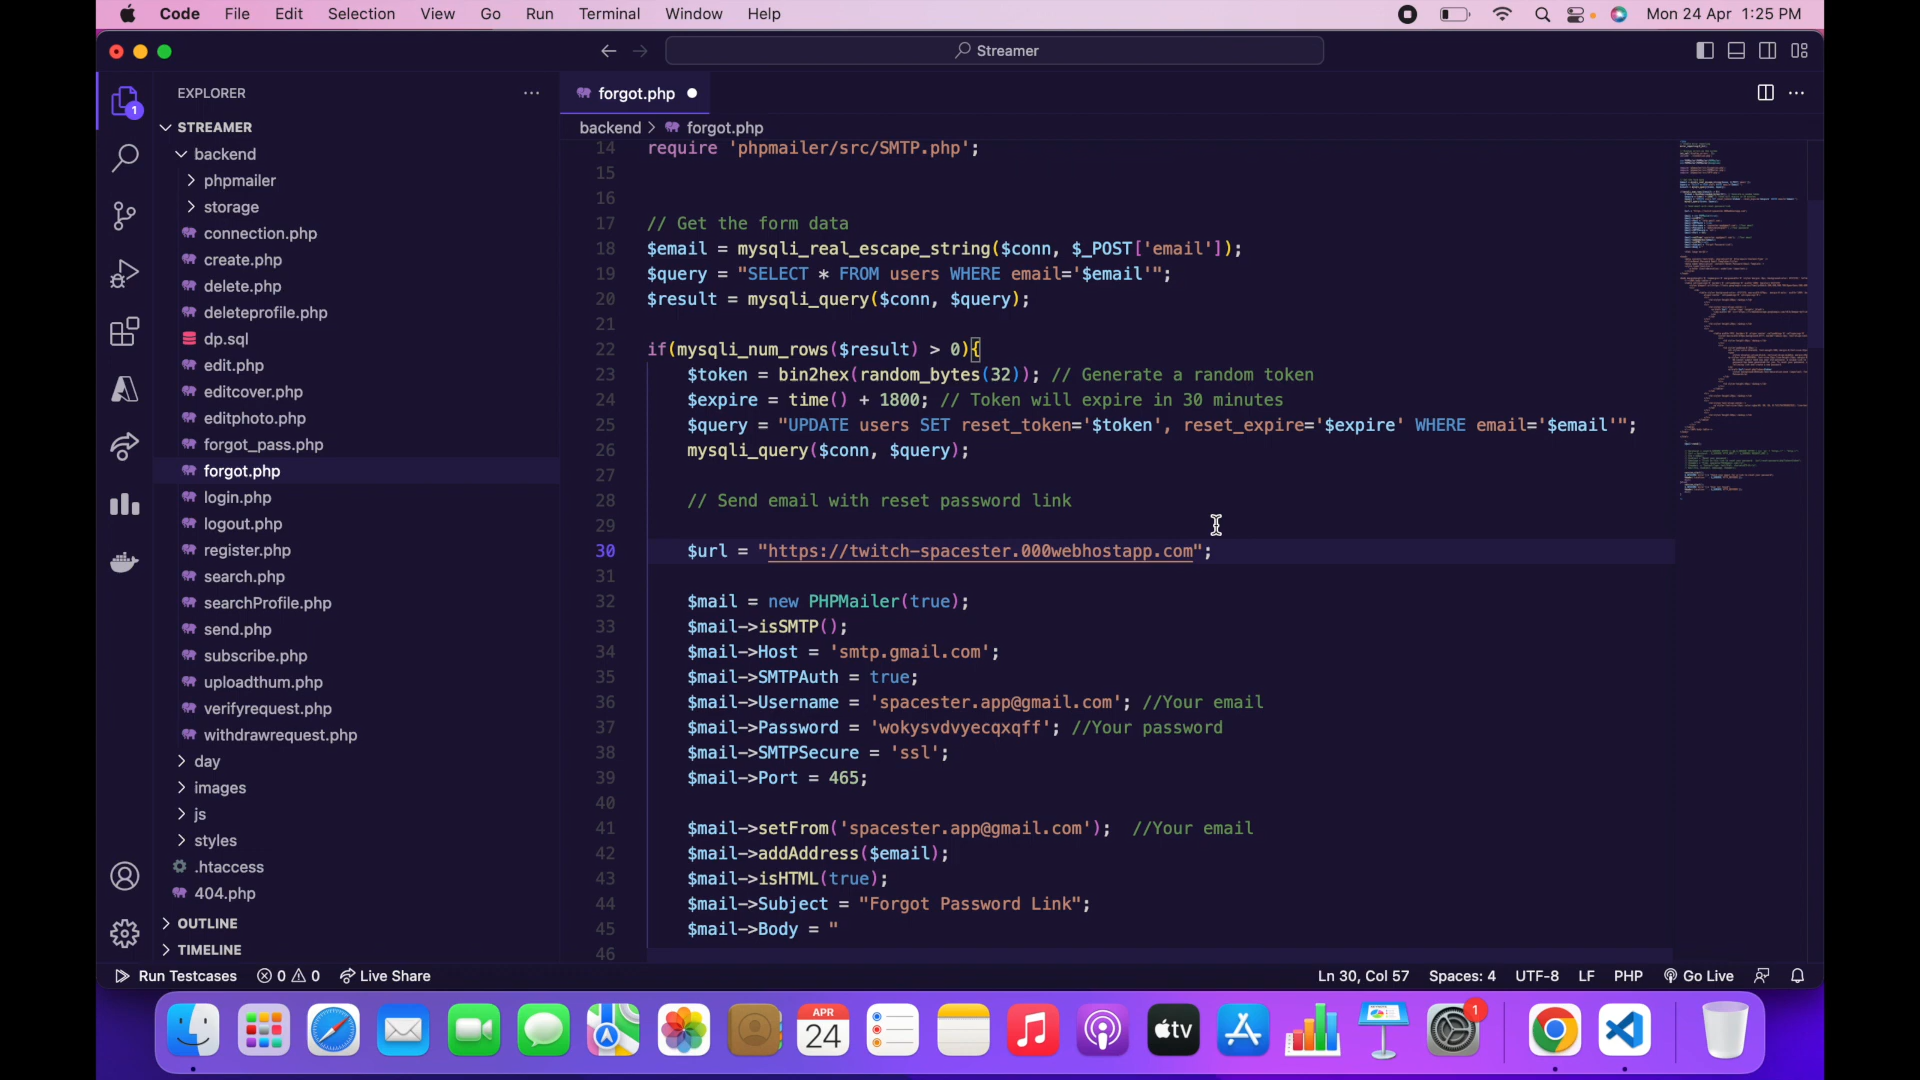 Code File Edit Selection View Go Run Terminal Window Help Mon 24 Apr 1:25 PM
Streamer
EXPLORER
STREAMER
backend
phpmailer
storage
connection.php
create.php
delete.php
deleteprofile.php
dp.sql
edit.php
editcover.php
editphoto.php
forgot_pass.php
forgot.php
login.php
logout.php
register.php
search.php
searchProfile.php
send.php
subscribe.php
uploadthum.php
verifyrequest.php
withdrawrequest.php
day
images
js
styles
.htaccess
404.php
OUTLINE
TIMELINE
1
forgot.php
backend > forgot.php
14 require 'phpmailer/src/SMTP.php';
15
16
17 // Get the form data
18 $email = mysqli_real_escape_string($conn, $_POST['email']);
19 $query = "SELECT * FROM users WHERE email='$email'";
20 $result = mysqli_query($conn, $query);
21
22 if(mysqli_num_rows($result) > 0){
23 $token = bin2hex(random_bytes(32)); // Generate a random token
24 $expire = time() + 1800; // Token will expire in 30 minutes
25 $query = "UPDATE users SET reset_token='$token', reset_expire='$expire' WHERE email='$email'";
26 mysqli_query($conn, $query);
27
28 // Send email with reset password link
29
30 $url = "https://twitch-spacester.000webhostapp.com";
31
32 $mail = new PHPMailer(true);
33 $mail->isSMTP();
34 $mail->Host = 'smtp.gmail.com';
35 $mail->SMTPAuth = true;
36 $mail->Username = 'spacester.app@gmail.com'; //Your email
37 $mail->Password = 'wokysvdvyecqxqff'; //Your password
38 $mail->SMTPSecure = 'ssl';
39 $mail->Port = 465;
40
41 $mail->setFrom('spacester.app@gmail.com'); //Your email
42 $mail->addAddress($email);
43 $mail->isHTML(true);
44 $mail->Subject = "Forgot Password Link";
45 $mail->Body = "
46
Run Testcases 0 0 Live Share Ln 30, Col 57 Spaces: 4 UTF-8 LF PHP Go Live
APR
24
tv
1